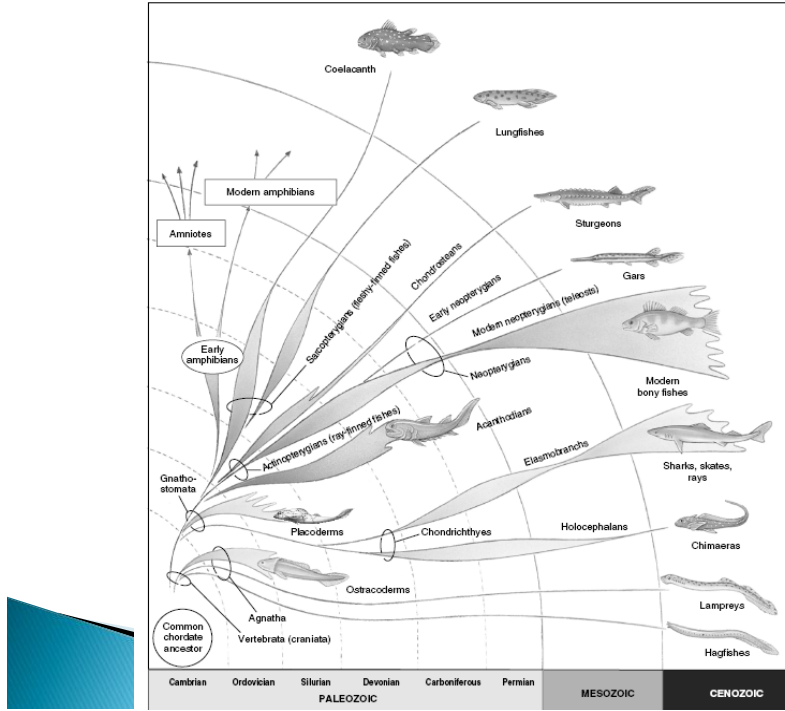 Coelacanth
Lungfishes
Modern amphibians
Amniotes
Sturgeons
Sarcopterygians (fleshy-finned fishes)
Chondrosteans
Gars
Early neopterygians
Modern neopterygians (teleosts)
Early
amphibians
Neopterygians
Modern
bony fishes
Actinopterygians (ray-finned fishes)
Acanthodians
Elasmobranchs
Sharks, skates,
rays
Gnatho-
stomata
Placoderms
Chondrichthyes
Holocephalans
Chimaeras
Ostracoderms
Agnatha
Lampreys
Common
chordate
ancestor
Vertebrata (craniata)
Hagfishes
Cambrian Ordovician Silurian Devonian Carboniferous Permian
PALEOZOIC MESOZOIC CENOZOIC